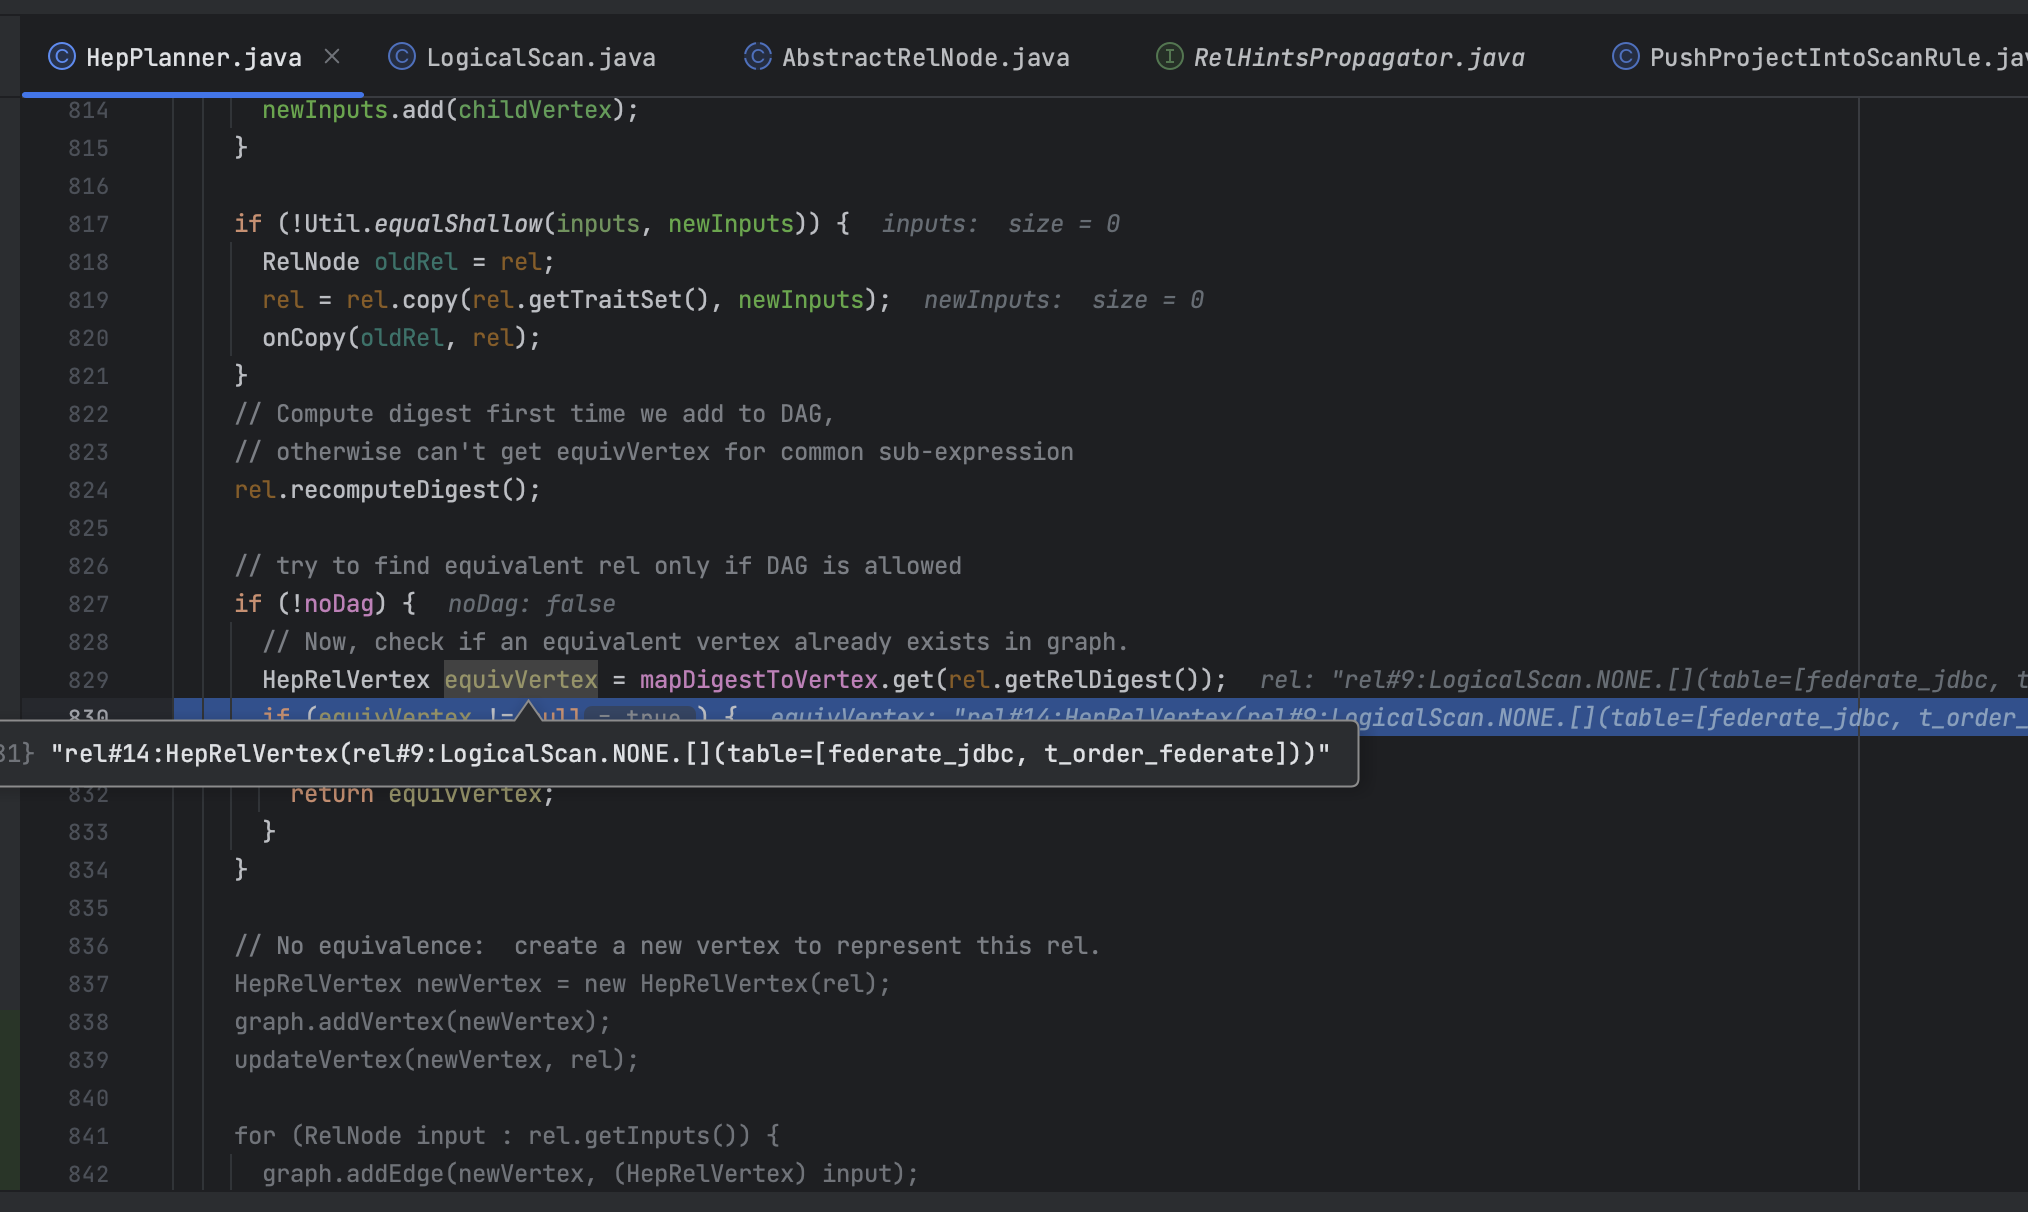 HepPlanner.java LogicalScan.java AbstractRelNode.java RelHintsPropagator.java PushProjectIntoScanRule.jav
814 newInputs.add(childVertex);
815 }
816
817 if (!Util.equalShallow(inputs, newInputs)) { inputs: size = 0
818 RelNode oldRel = rel;
819 rel = rel.copy(rel.getTraitSet(), newInputs); newInputs: size = 0
820 onCopy(oldRel, rel);
821 }
822 // Compute digest first time we add to DAG,
823 // otherwise can't get equivVertex for common sub-expression
824 rel.recomputeDigest();
825
826 // try to find equivalent rel only if DAG is allowed
827 if (!noDag) { noDag: false
828 // Now, check if an equivalent vertex already exists in graph.
829 HepRelVertex equivVertex = mapDigestToVertex.get(rel.getRelDigest()); rel: "rel#9:LogicalScan.NONE.[](table=[federate_jdbc, t
830 if (equivVertex != ull = true ) { equivVertex: "rel#14:HepRelVertex(rel#9:LogicalScan.NONE.[](table=[federate_jdbc, t_order_
31} "rel#14:HepRelVertex(rel#9:LogicalScan.NONE.[](table=[federate_jdbc, t_order_federate]))"
832 return equivVertex;
833 }
834 }
835
836 // No equivalence: create a new vertex to represent this rel.
837 HepRelVertex newVertex = new HepRelVertex(rel);
838 graph.addVertex(newVertex);
839 updateVertex(newVertex, rel);
840
841 for (RelNode input : rel.getInputs()) {
842 graph.addEdge(newVertex, (HepRelVertex) input);